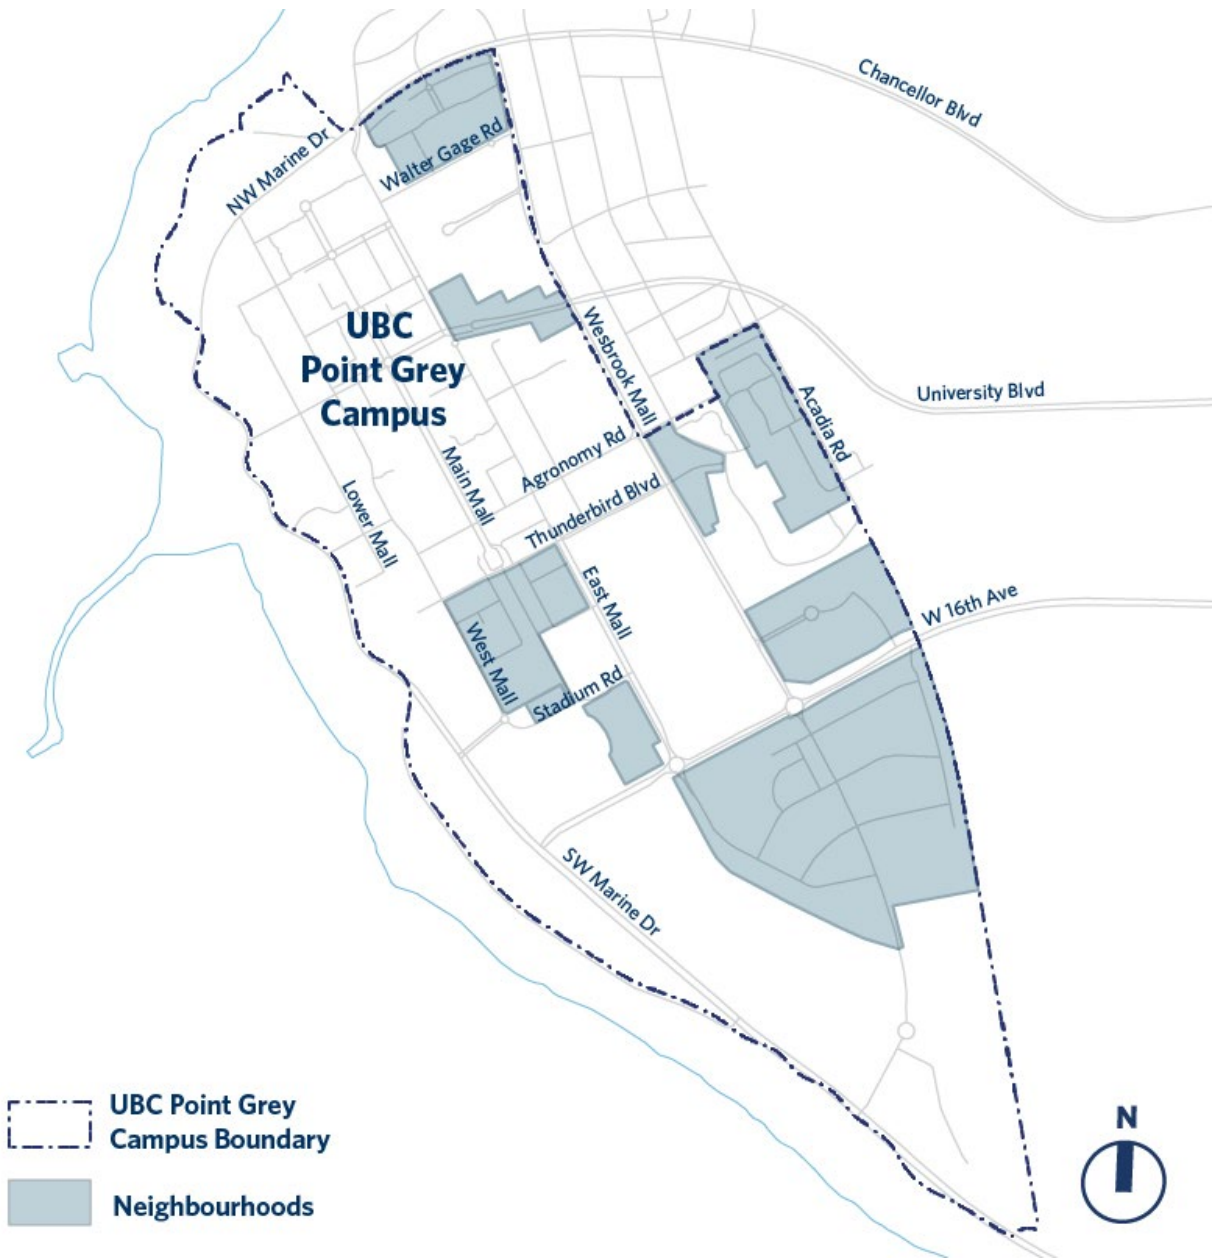 Chancellor Blvd
NW Marine Dr
Walter Gage Rd
UBC
Point Grey
Campus
Wesbrook Mall
University Blvd
Acadia Rd
Agronomy Rd
Main Mall
Lower Mall
Thunderbird Blvd
East Mall
W 16th Ave
West Mall
Stadium Rd
SW Marine Dr
UBC Point Grey
Campus Boundary
Neighbourhoods
N